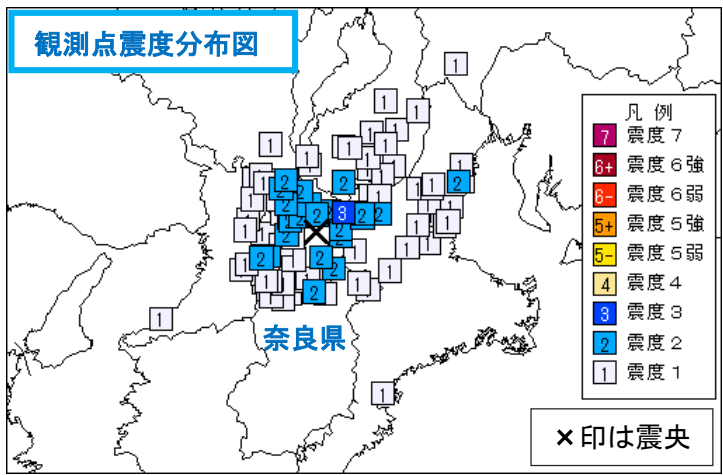 観測点震度分布図
凡 例
7 震度７
6+ 震度６強
6- 震度６弱
5+ 震度５強
5- 震度５弱
4 震度４
3 震度３
2 震度２
1 震度１
奈良県
×印は震央